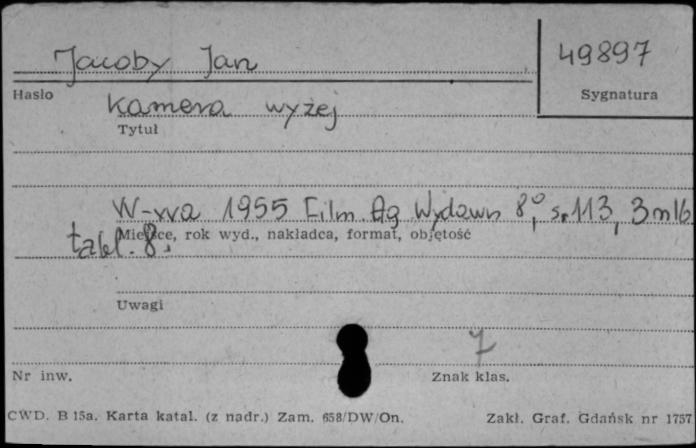 Jacoby Jan
49897
Hasło
Sygnatura
Kamera wyżej
Tytuł
W-wa 1955 Film. Ag Wydawn 8°, s. 113, 3 nlb
Miejsce, rok wyd., nakładca, format, objętość
tabl. 8.
Uwagi
7
Nr inw.
Znak klas.
CWD. B 15a. Karta katal. (z nadr.) Zam. 658/DW/On.
Zakł. Graf. Gdańsk nr 1757